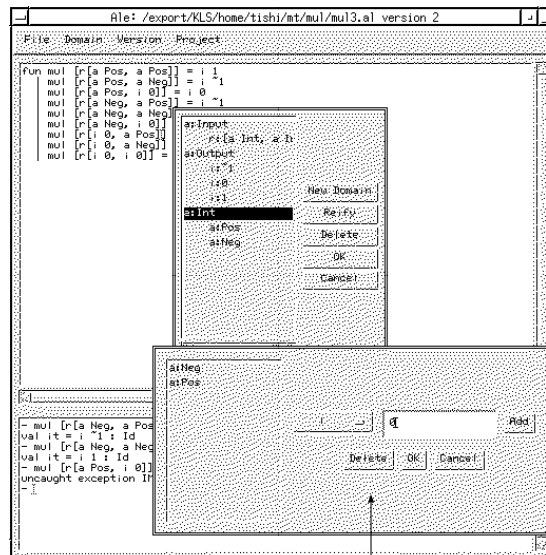 Ale: /export/KLS/home/tishi/mt/mul/mul3.al version 2
File Domain Version Project
fun mul [r[a Pos, a Pos]] = i 1
| mul [r[a Pos, a Neg]] = i ~1
| mul [r[a Pos, i 0]] = i 0
| mul [r[a Neg, a Pos]] = i ~1
| mul [r[a Neg, a Neg]]
| mul [r[a Neg, i 0]] =
| mul [r[i 0, a Pos]]
| mul [r[i 0, a Neg]]
| mul [r[i 0, i 0]] =
a:Input
r:[a Int, a I
a:Output
i:~1
i:0
i:1
a:Int
a:Pos
a:Neg
New Domain
Reify
Delete
OK
Cancel
a:Neg
a:Pos
i
0
Add
Delete OK Cancel
- mul [r[a Neg, a Pos
val it = i ~1 : Id
- mul [r[a Neg, a Neg
val it = i 1 : Id
- mul [r[a Pos, i 0]]
uncaught exception
-